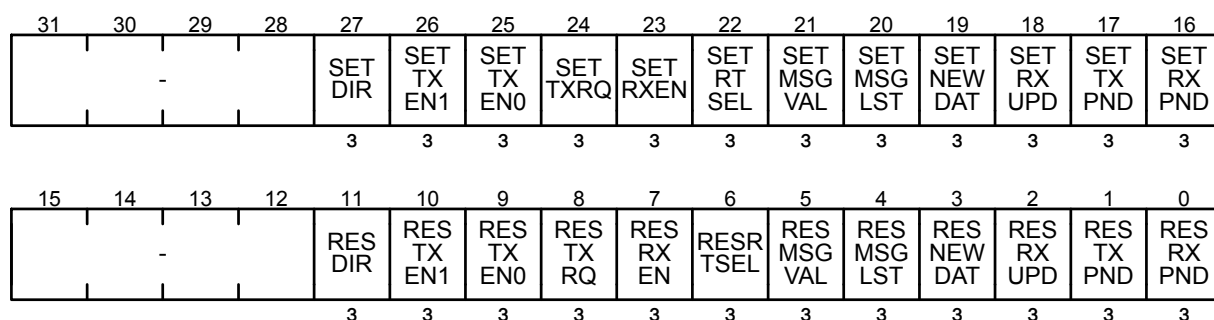 31 30 29 28 27 26 25 24 23 22 21 20 19 18 17 16
- SET DIR SET TX EN1 SET TX EN0 SET TXRQ SET RXEN SET RT SEL SET MSG VAL SET MSG LST SET NEW DAT SET RX UPD SET TX PND SET RX PND
3 3 3 3 3 3 3 3 3 3 3 3
15 14 13 12 11 10 9 8 7 6 5 4 3 2 1 0
- RES DIR RES TX EN1 RES TX EN0 RES TX RQ RES RX EN RESR TSEL RES MSG VAL RES MSG LST RES NEW DAT RES RX UPD RES TX PND RES RX PND
3 3 3 3 3 3 3 3 3 3 3 3